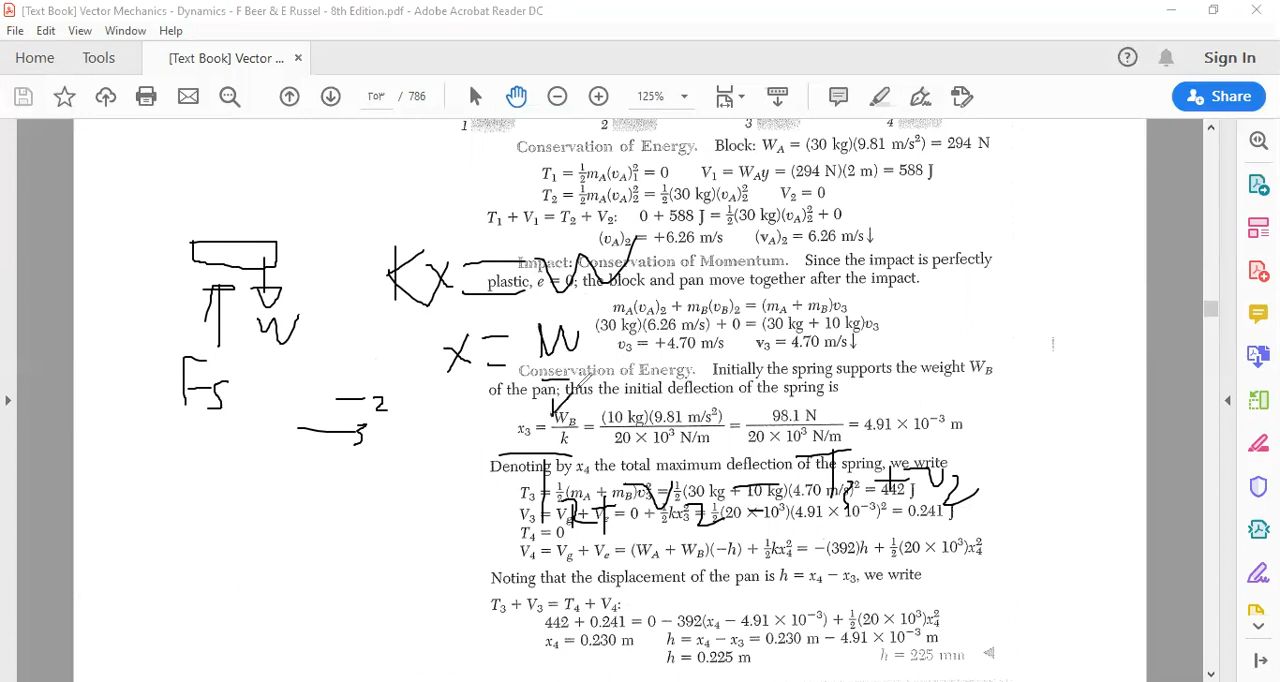 [Text Book] Vector Mechanics - Dynamics - F Beer & E Russel - 8th Edition.pdf - Adobe Acrobat Reader DC
File Edit View Window Help
Home Tools [Text Book] Vector ... × Sign In
٢٥٣ / 786 125% Share
1 2 3 4
Conservation of Energy. Block: W_A = (30 kg)(9.81 m/s²) = 294 N
T₁ = ½m_A(v_A)₁² = 0 V₁ = W_Ay = (294 N)(2 m) = 588 J
T₂ = ½m_A(v_A)₂² = ½(30 kg)(v_A)₂² V₂ = 0
T₁ + V₁ = T₂ + V₂: 0 + 588 J = ½(30 kg)(v_A)₂² + 0
(v_A)₂ = +6.26 m/s (v_A)₂ = 6.26 m/s↓
Impact: Conservation of Momentum. Since the impact is perfectly
plastic, e = 0; the block and pan move together after the impact.
m_A(v_A)₂ + m_B(v_B)₂ = (m_A + m_B)v₃
(30 kg)(6.26 m/s) + 0 = (30 kg + 10 kg)v₃
v₃ = +4.70 m/s v₃ = 4.70 m/s↓
Conservation of Energy. Initially the spring supports the weight W_B
of the pan; thus the initial deflection of the spring is
x₃ = W_B/k = (10 kg)(9.81 m/s²)/(20 × 10³ N/m) = 98.1 N/(20 × 10³ N/m) = 4.91 × 10⁻³ m
Denoting by x₄ the total maximum deflection of the spring, we write
T₃ = ½(m_A + m_B)v₃² = ½(30 kg + 10 kg)(4.70 m/s)² = 442 J
V₃ = V_g + V_e = 0 + ½kx₃² = ½(20 × 10³)(4.91 × 10⁻³)² = 0.241 J
T₄ = 0
V₄ = V_g + V_e = (W_A + W_B)(−h) + ½kx₄² = −(392)h + ½(20 × 10³)x₄²
Noting that the displacement of the pan is h = x₄ − x₃, we write
T₃ + V₃ = T₄ + V₄:
442 + 0.241 = 0 − 392(x₄ − 4.91 × 10⁻³) + ½(20 × 10³)x₄²
x₄ = 0.230 m h = x₄ − x₃ = 0.230 m − 4.91 × 10⁻³ m
h = 0.225 m h = 225 mm
Kx = W
W
x = W
Fs
2
3